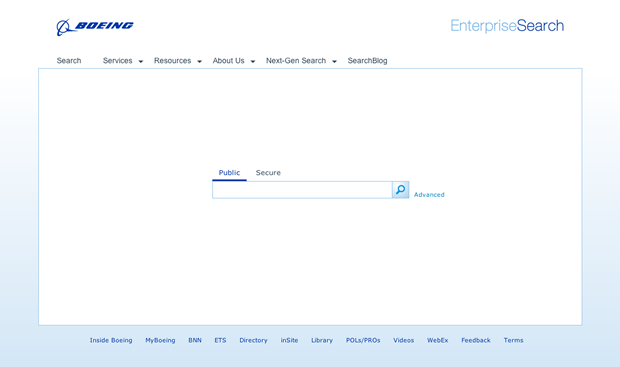 BOEING
EnterpriseSearch
Search Services Resources About Us Next-Gen Search SearchBlog
Public Secure
Advanced
Inside Boeing MyBoeing BNN ETS Directory inSite Library POLs/PROs Videos WebEx Feedback Terms